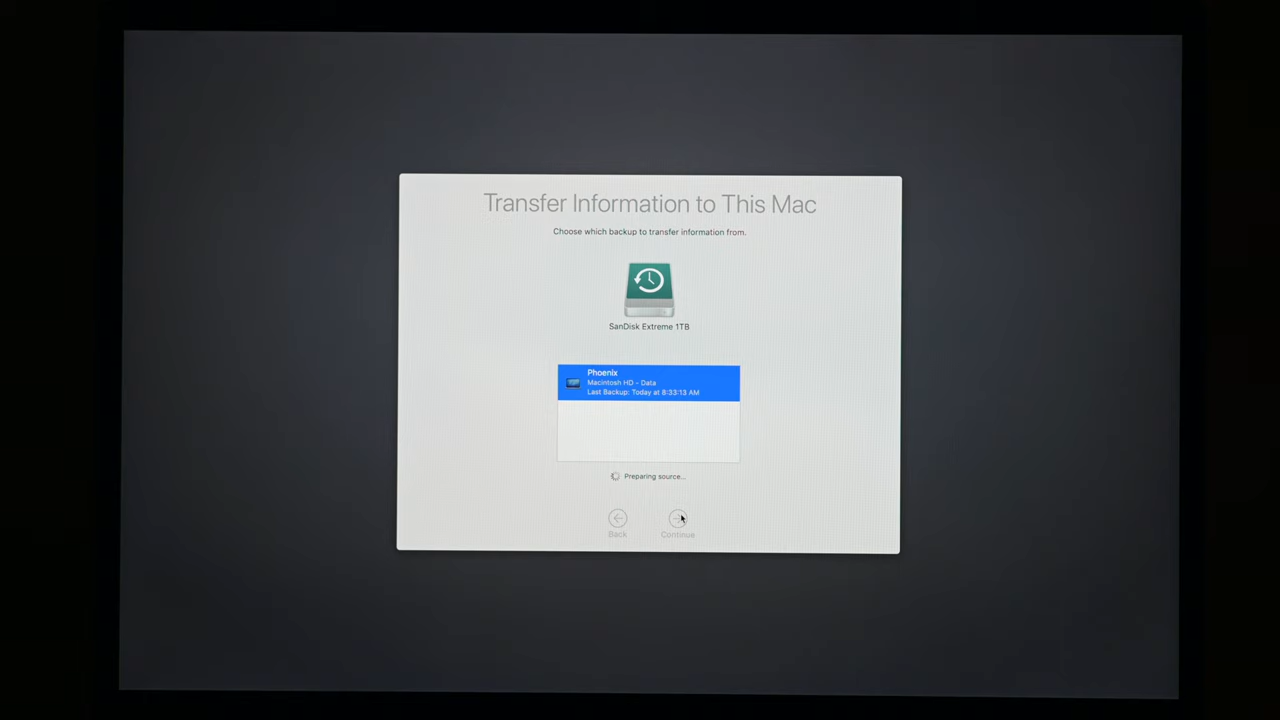 Transfer Information to This Mac
Choose which backup to transfer information from.
SanDisk Extreme 1TB
Phoenix
Macintosh HD - Data
Last Backup: Today at 8:33:13 AM
Preparing source...
Back
Continue